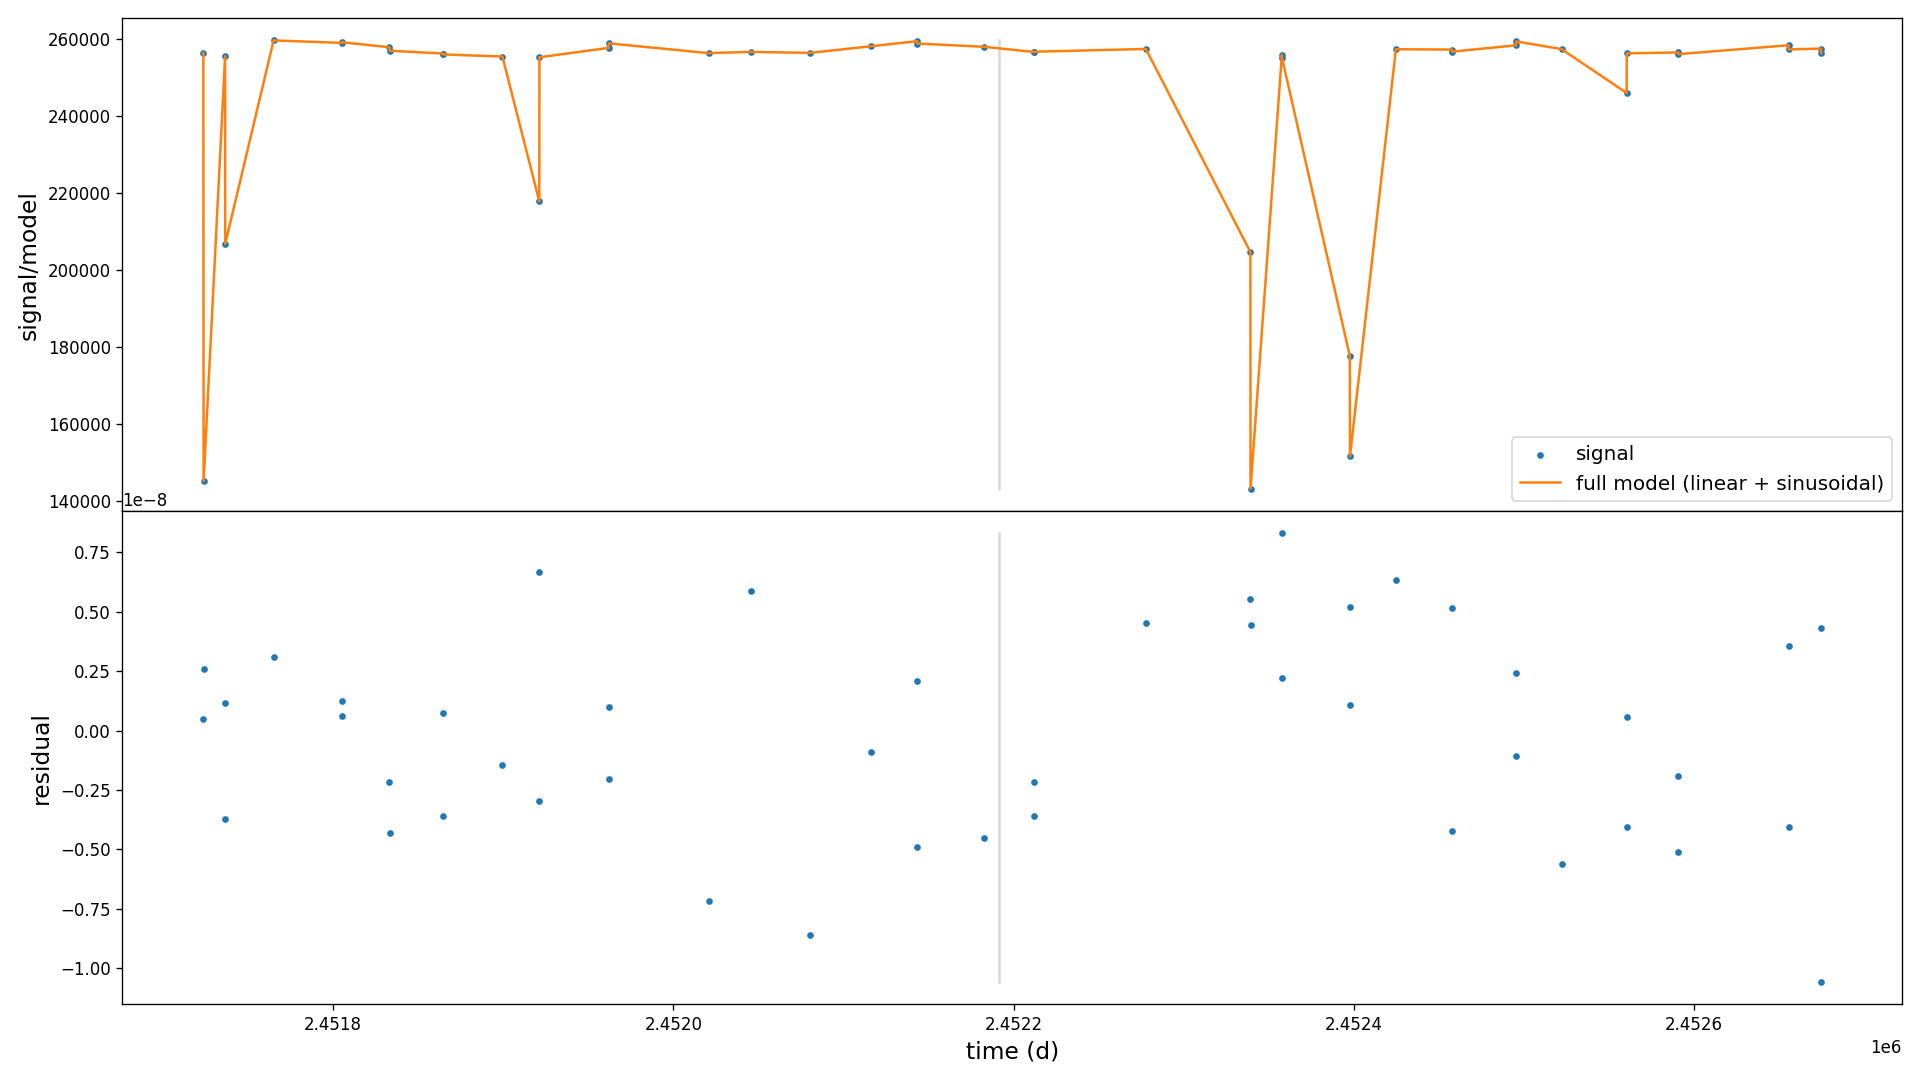 260000
240000
220000
200000
180000
160000
140000
signal/model
signal
full model (linear + sinusoidal)
1e−8
0.75
0.50
0.25
0.00
−0.25
−0.50
−0.75
−1.00
residual
2.4518
2.4520
2.4522
2.4524
2.4526
1e6
time (d)